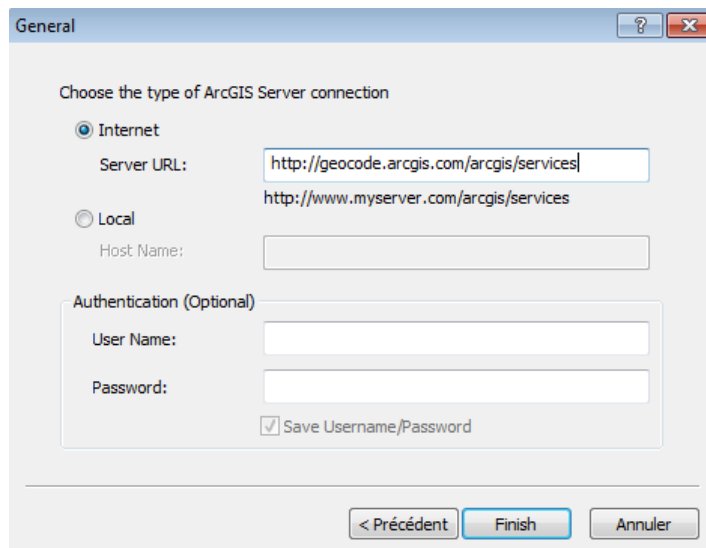 General
Choose the type of ArcGIS Server connection
Internet
Server URL: http://geocode.arcgis.com/arcgis/services
http://www.myserver.com/arcgis/services
Local
Host Name:
Authentication (Optional)
User Name:
Password:
Save Username/Password
< Précédent Finish Annuler